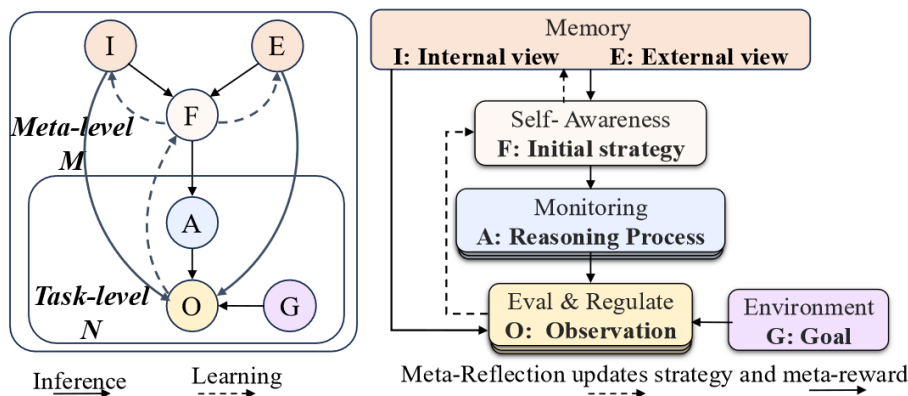 I
E
F
Meta-level
M
A
Task-level
N
O
G
Inference
Learning
Memory
I: Internal view E: External view
Self- Awareness
F: Initial strategy
Monitoring
A: Reasoning Process
Eval & Regulate
O: Observation
Environment
G: Goal
Meta-Reflection updates strategy and meta-reward